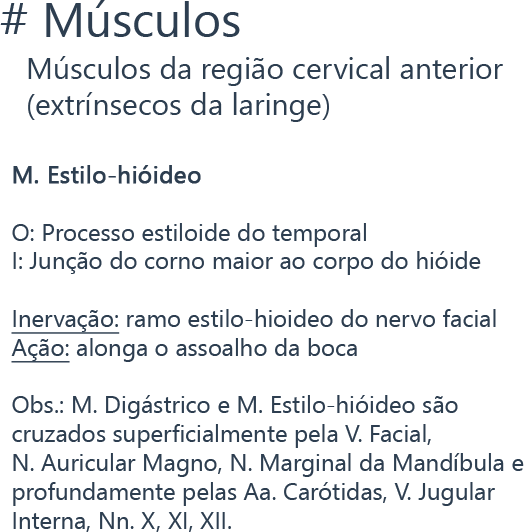 # Músculos
Músculos da região cervical anterior
(extrínsecos da laringe)
M. Estilo-hióideo
O: Processo estiloide do temporal
I: Junção do corno maior ao corpo do hióide
Inervação: ramo estilo-hioideo do nervo facial
Ação: alonga o assoalho da boca
Obs.: M. Digástrico e M. Estilo-hióideo são
cruzados superficialmente pela V. Facial,
N. Auricular Magno, N. Marginal da Mandíbula e
profundamente pelas Aa. Carótidas, V. Jugular
Interna, Nn. X, XI, XII.